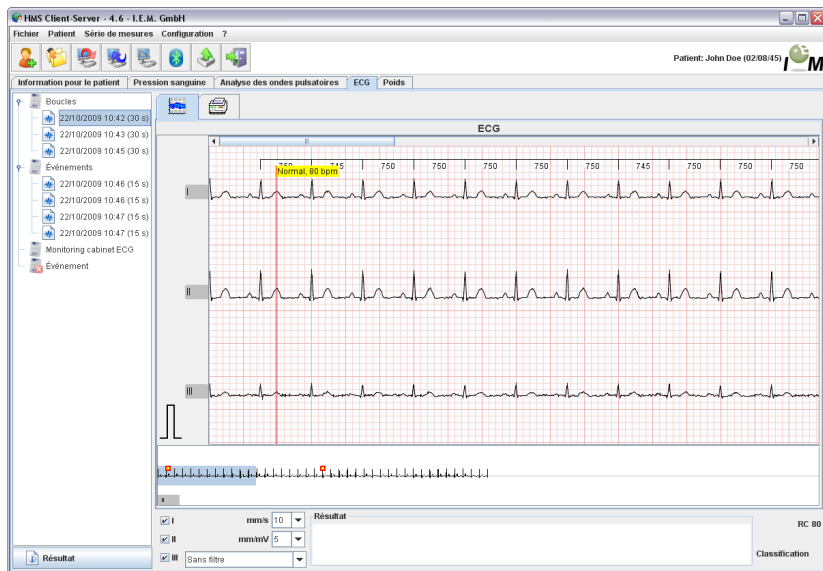 HMS Client-Server - 4.6 - I.E.M. GmbH
Fichier Patient Série de mesures Configuration ?
Patient: John Doe (02/08/45)
I M
Information pour le patient Pression sanguine Analyse des ondes pulsatoires ECG Poids
Boucles
22/10/2009 10:42 (30 s)
22/10/2009 10:43 (30 s)
22/10/2009 10:45 (30 s)
Événements
22/10/2009 10:46 (15 s)
22/10/2009 10:46 (15 s)
22/10/2009 10:47 (15 s)
22/10/2009 10:47 (15 s)
Monitoring cabinet ECG
Événement
Résultat
ECG
750 745 750 750 750 750 750 745 750 750 750
Normal, 80 bpm
I
II
III
II
I mm/s 10
II mm/mV 5
III Sans filtre
Résultat
RC 80
Classification